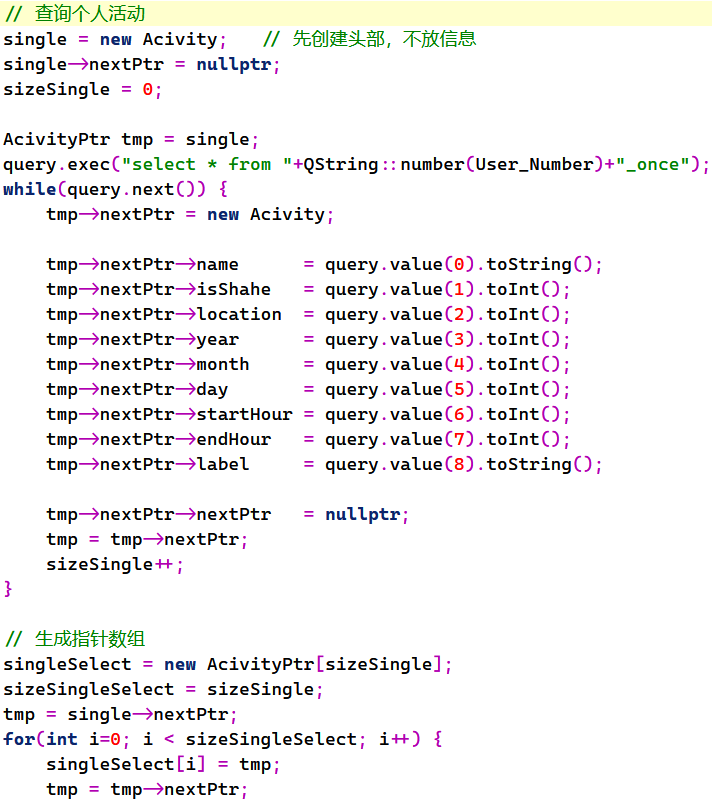 // 查询个人活动
single = new Acivity;   // 先创建头部，不放信息
single->nextPtr = nullptr;
sizeSingle = 0;

AcivityPtr tmp = single;
query.exec("select * from "+QString::number(User_Number)+"_once");
while(query.next()) {
    tmp->nextPtr = new Acivity;

    tmp->nextPtr->name      = query.value(0).toString();
    tmp->nextPtr->isShahe   = query.value(1).toInt();
    tmp->nextPtr->location  = query.value(2).toInt();
    tmp->nextPtr->year      = query.value(3).toInt();
    tmp->nextPtr->month     = query.value(4).toInt();
    tmp->nextPtr->day       = query.value(5).toInt();
    tmp->nextPtr->startHour = query.value(6).toInt();
    tmp->nextPtr->endHour   = query.value(7).toInt();
    tmp->nextPtr->label     = query.value(8).toString();

    tmp->nextPtr->nextPtr   = nullptr;
    tmp = tmp->nextPtr;
    sizeSingle++;
}

// 生成指针数组
singleSelect = new AcivityPtr[sizeSingle];
sizeSingleSelect = sizeSingle;
tmp = single->nextPtr;
for(int i=0; i < sizeSingleSelect; i++) {
    singleSelect[i] = tmp;
    tmp = tmp->nextPtr;